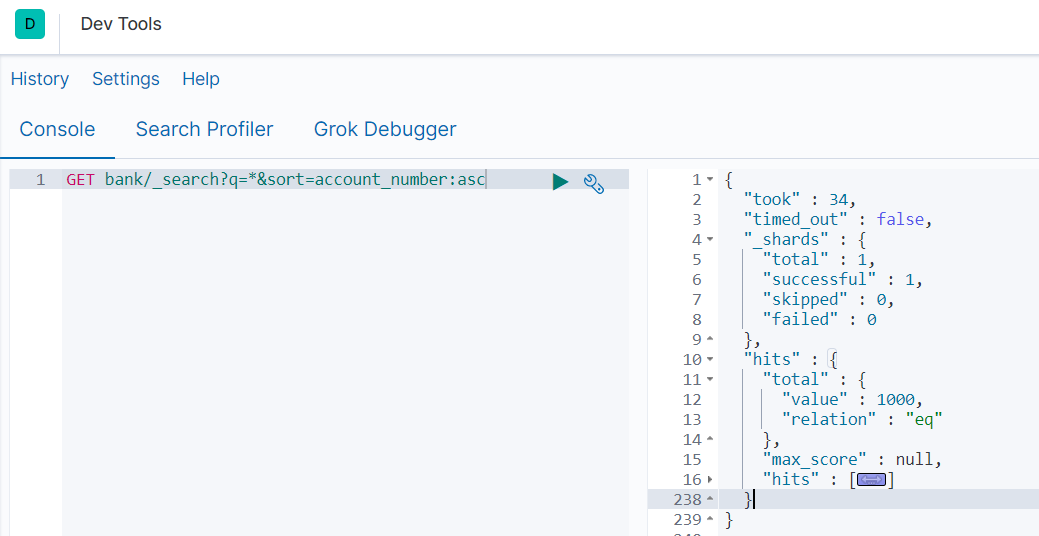 D Dev Tools
History Settings Help
Console Search Profiler Grok Debugger
1 GET bank/_search?q=*&sort=account_number:asc
1 {
2 "took" : 34,
3 "timed_out" : false,
4 "_shards" : {
5 "total" : 1,
6 "successful" : 1,
7 "skipped" : 0,
8 "failed" : 0
9 },
10 "hits" : {
11 "total" : {
12 "value" : 1000,
13 "relation" : "eq"
14 },
15 "max_score" : null,
16 "hits" : []
238 }
239 }